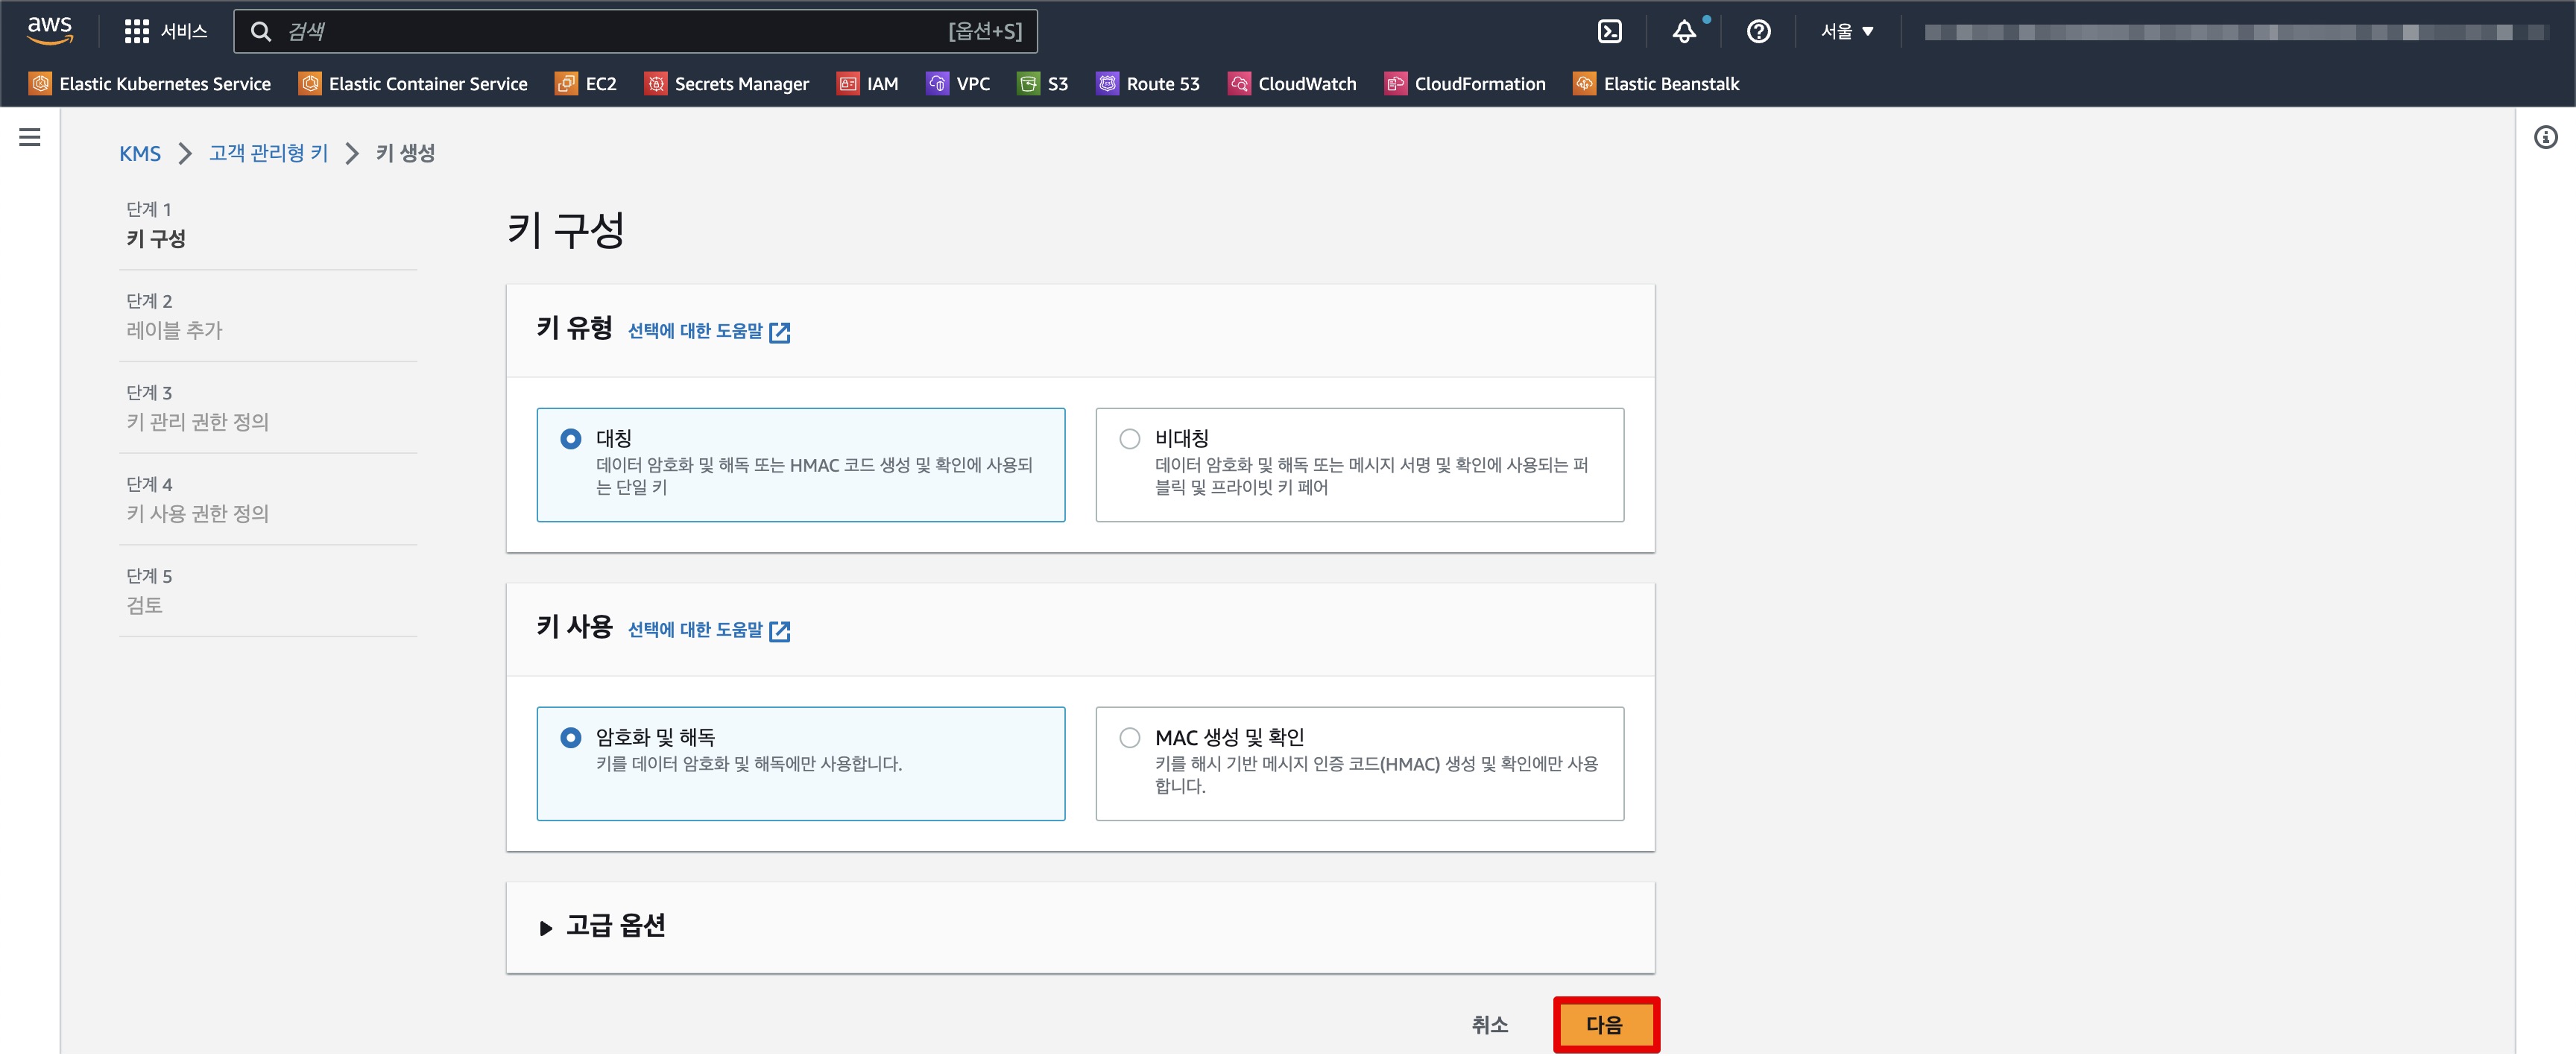 aws
서비스
검색
[옵션+S]
서울
Elastic Kubernetes Service
Elastic Container Service
EC2
Secrets Manager
IAM
VPC
S3
Route 53
CloudWatch
CloudFormation
Elastic Beanstalk
KMS
고객 관리형 키
키 생성
단계 1
키 구성
단계 2
레이블 추가
단계 3
키 관리 권한 정의
단계 4
키 사용 권한 정의
단계 5
검토
키 구성
키 유형 선택에 대한 도움말
대칭
데이터 암호화 및 해독 또는 HMAC 코드 생성 및 확인에 사용되
는 단일 키
비대칭
데이터 암호화 및 해독 또는 메시지 서명 및 확인에 사용되는 퍼
블릭 및 프라이빗 키 페어
키 사용 선택에 대한 도움말
암호화 및 해독
키를 데이터 암호화 및 해독에만 사용합니다.
MAC 생성 및 확인
키를 해시 기반 메시지 인증 코드(HMAC) 생성 및 확인에만 사용
합니다.
고급 옵션
취소
다음